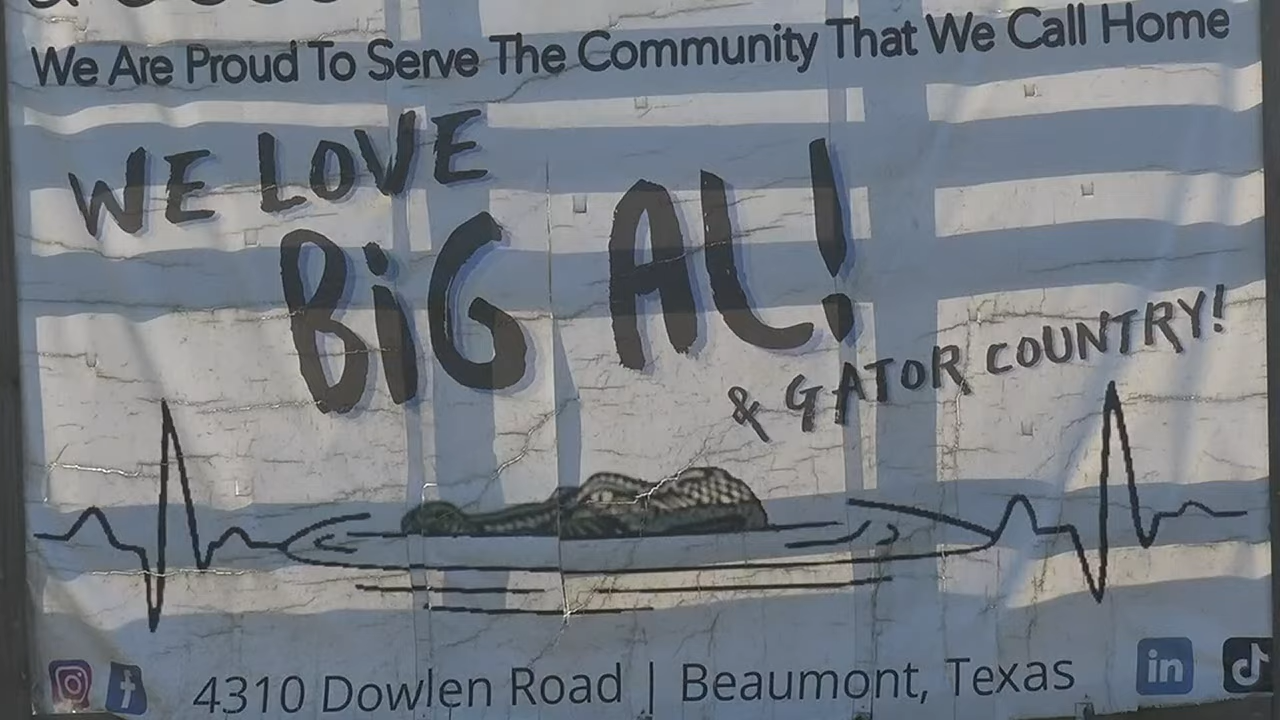 We Are Proud To Serve The Community That We Call Home
WE LOVE
BIG AL!
& GATOR COUNTRY!
4310 Dowlen Road | Beaumont, Texas